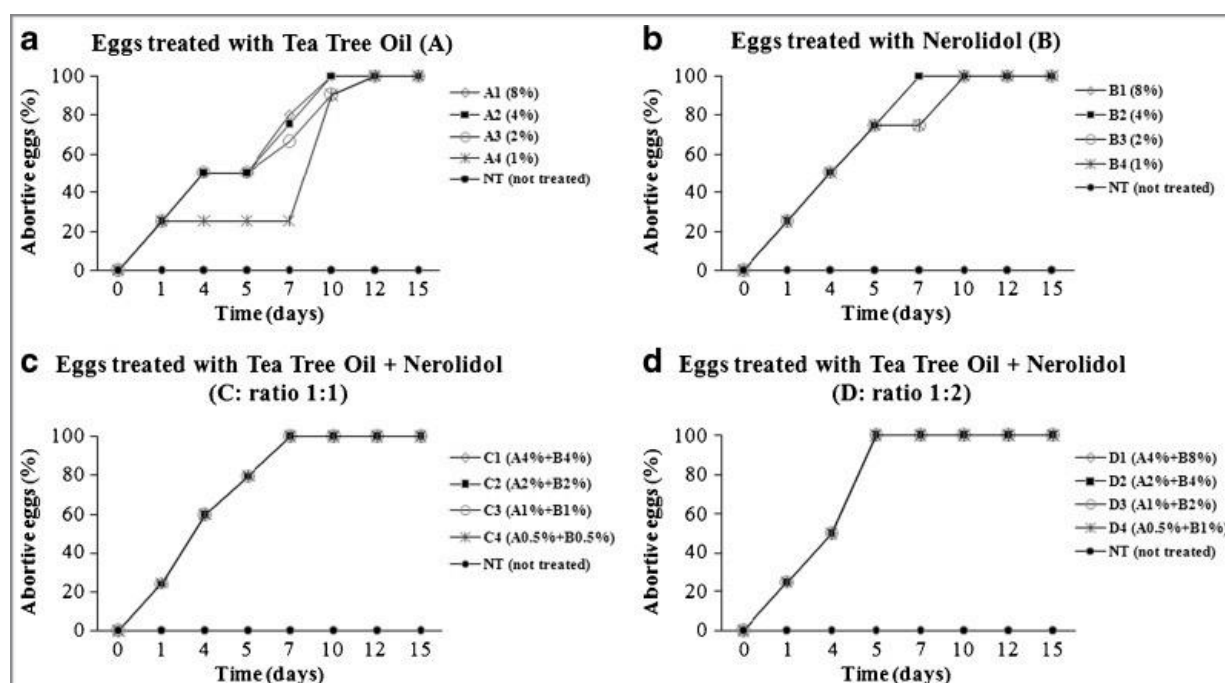 a Eggs treated with Tea Tree Oil (A)
Abortive eggs (%)
100
80
60
40
20
0
0 1 4 5 7 10 12 15
Time (days)
A1 (8%)
A2 (4%)
A3 (2%)
A4 (1%)
NT (not treated)
b Eggs treated with Nerolidol (B)
Abortive eggs (%)
100
80
60
40
20
0
0 1 4 5 7 10 12 15
Time (days)
B1 (8%)
B2 (4%)
B3 (2%)
B4 (1%)
NT (not treated)
c Eggs treated with Tea Tree Oil + Nerolidol
(C: ratio 1:1)
Abortive eggs (%)
100
80
60
40
20
0
0 1 4 5 7 10 12 15
Time (days)
C1 (A4%+B4%)
C2 (A2%+B2%)
C3 (A1%+B1%)
C4 (A0.5%+B0.5%)
NT (not treated)
d Eggs treated with Tea Tree Oil + Nerolidol
(D: ratio 1:2)
Abortive eggs (%)
100
80
60
40
20
0
0 1 4 5 7 10 12 15
Time (days)
D1 (A4%+B8%)
D2 (A2%+B4%)
D3 (A1%+B2%)
D4 (A0.5%+B1%)
NT (not treated)